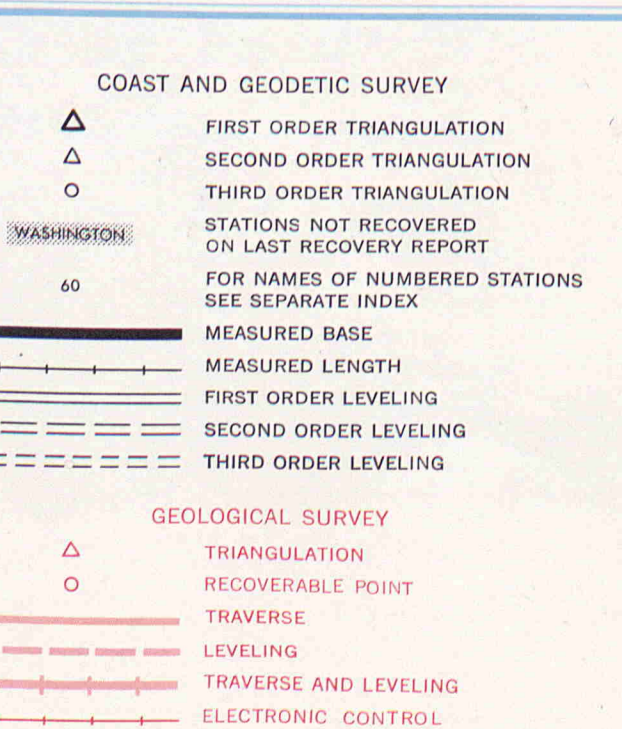 COAST AND GEODETIC SURVEY
FIRST ORDER TRIANGULATION
SECOND ORDER TRIANGULATION
THIRD ORDER TRIANGULATION
WASHINGTON
STATIONS NOT RECOVERED
ON LAST RECOVERY REPORT
60
FOR NAMES OF NUMBERED STATIONS
SEE SEPARATE INDEX
MEASURED BASE
MEASURED LENGTH
FIRST ORDER LEVELING
SECOND ORDER LEVELING
THIRD ORDER LEVELING
GEOLOGICAL SURVEY
TRIANGULATION
RECOVERABLE POINT
TRAVERSE
LEVELING
TRAVERSE AND LEVELING
ELECTRONIC CONTROL